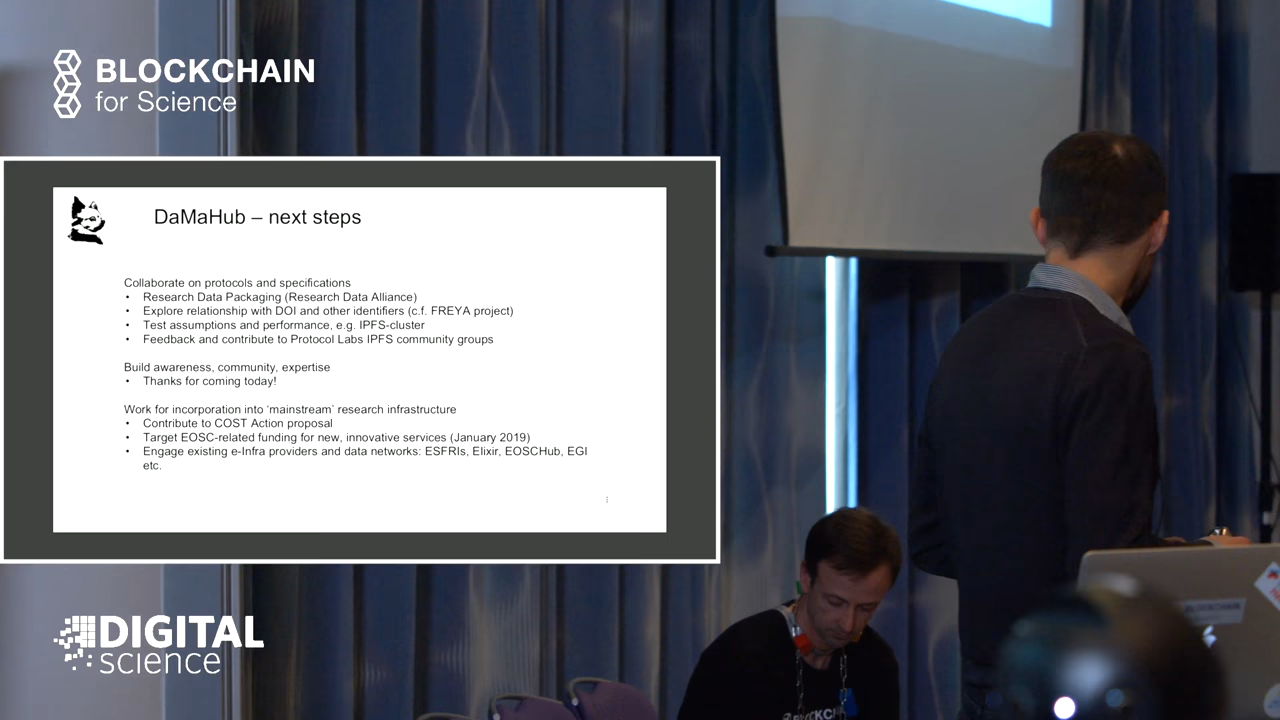 BLOCKCHAIN
for Science
DaMaHub – next steps
Collaborate on protocols and specifications
• Research Data Packaging (Research Data Alliance)
• Explore relationship with DOI and other identifiers (c.f. FREYA project)
• Test assumptions and performance, e.g. IPFS-cluster
• Feedback and contribute to Protocol Labs IPFS community groups
Build awareness, community, expertise
• Thanks for coming today!
Work for incorporation into ‘mainstream’ research infrastructure
• Contribute to COST Action proposal
• Target EOSC-related funding for new, innovative services (January 2019)
• Engage existing e-Infra providers and data networks: ESFRIs, Elixir, EOSCHub, EGI
etc.
DIGITAL
science
BLOCKCHAIN